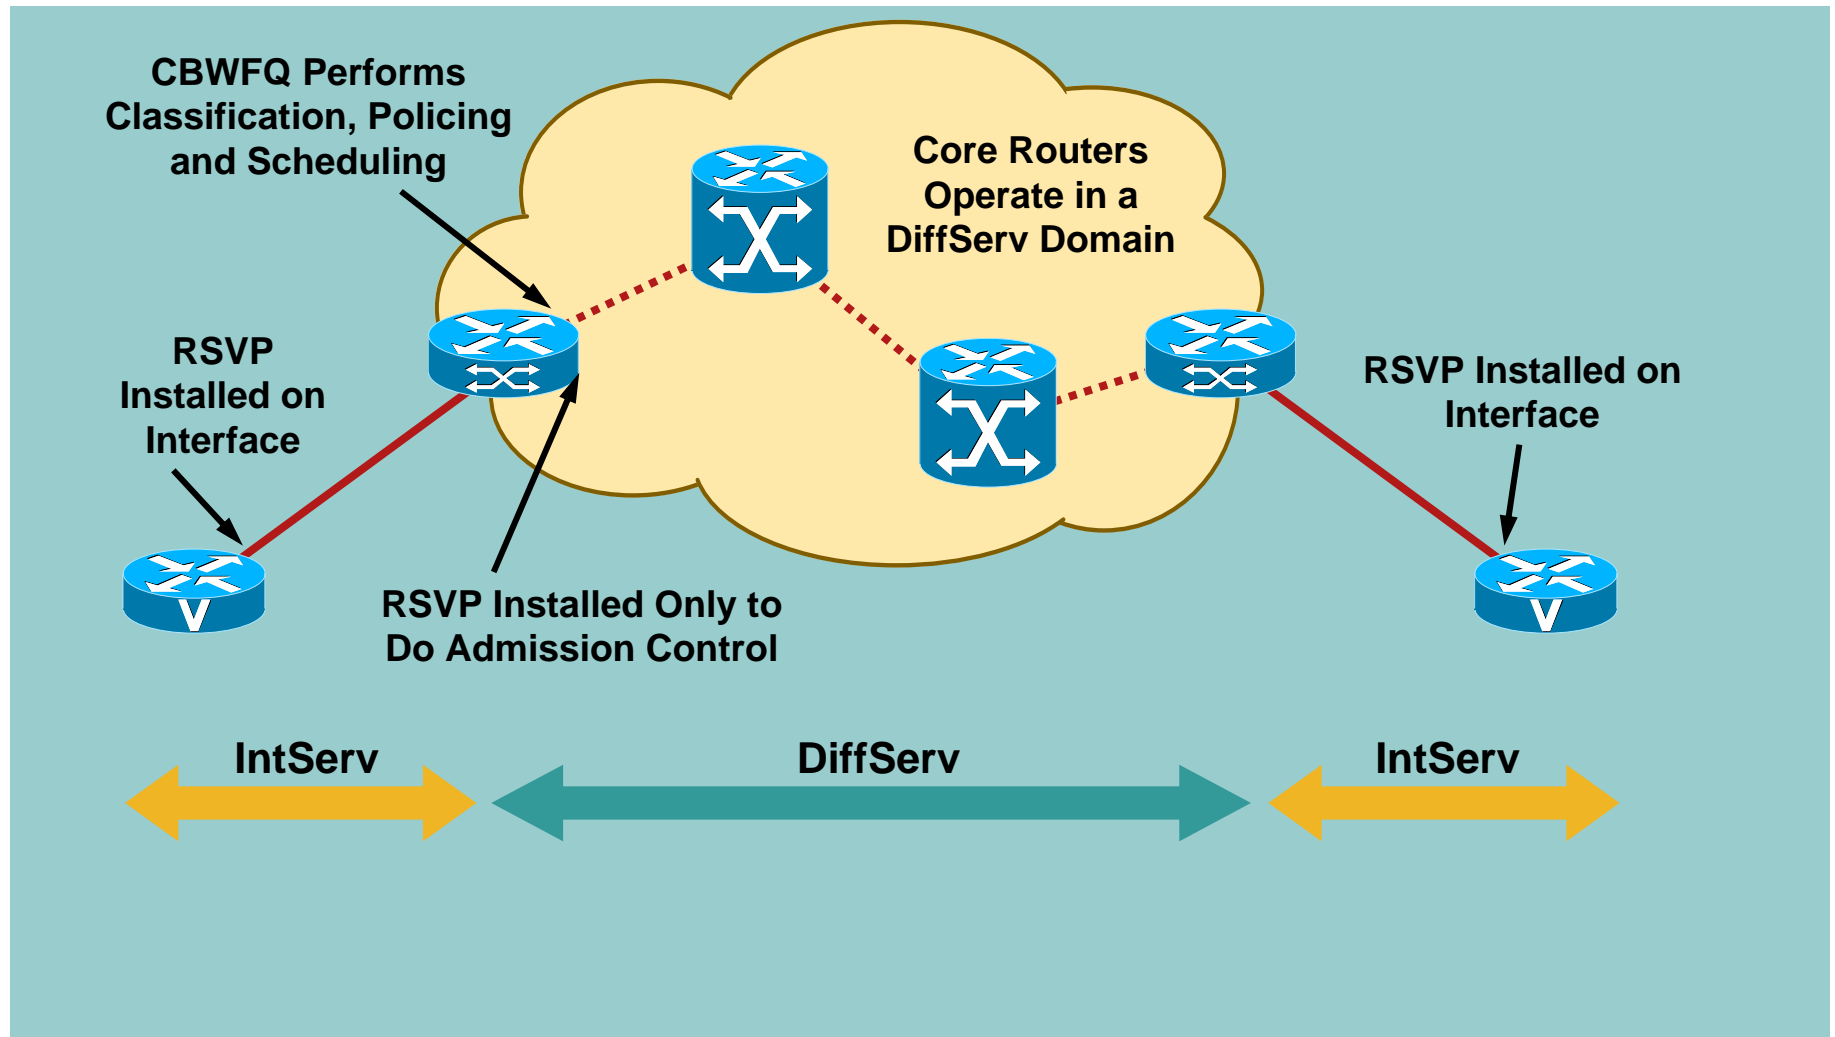 CBWFQ Performs
Classification, Policing
and Scheduling
Core Routers
Operate in a
DiffServ Domain
RSVP
Installed on
Interface
RSVP Installed on
Interface
RSVP Installed Only to
Do Admission Control
V
V
IntServ
DiffServ
IntServ